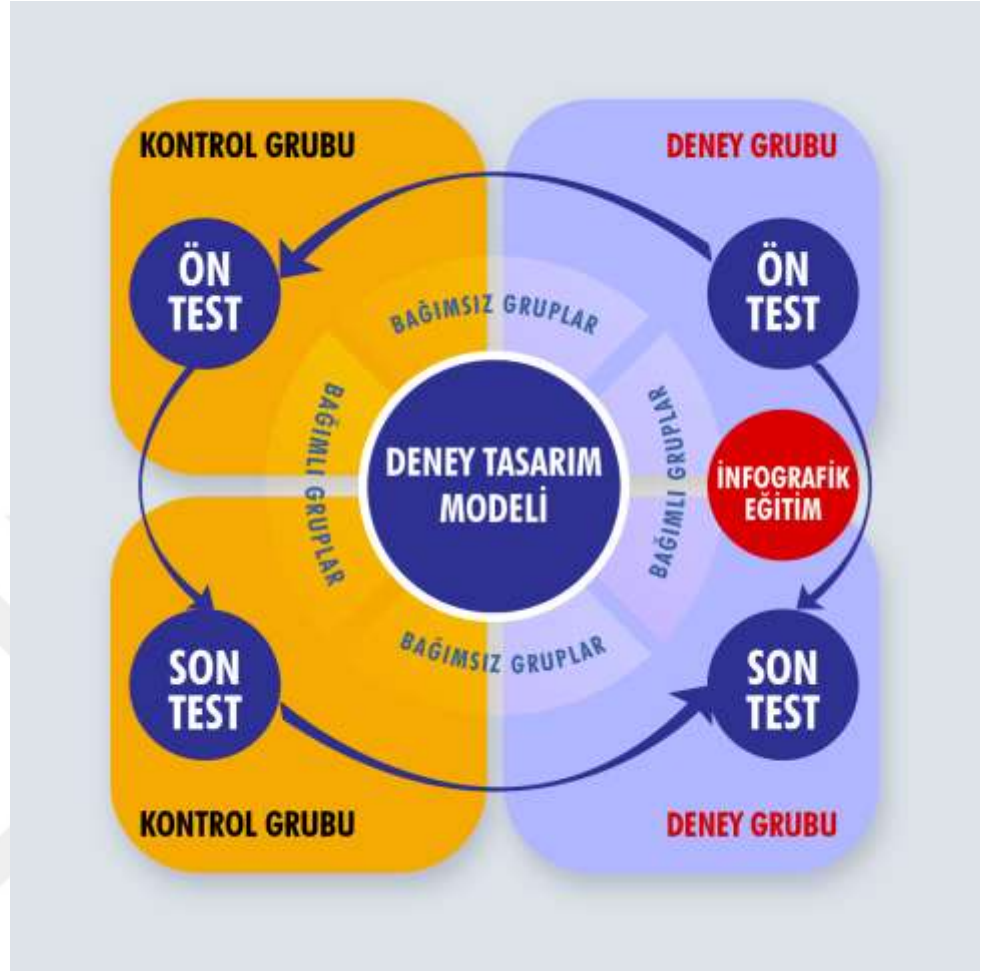 KONTROL GRUBU
DENEY GRUBU
ÖN
TEST
ÖN
TEST
BAĞIMSIZ GRUPLAR
BAĞIMLI GRUPLAR
DENEY TASARIM
MODELİ
BAĞIMLI GRUPLAR
İNFOGRAFİK
EĞİTİM
BAĞIMSIZ GRUPLAR
SON
TEST
SON
TEST
KONTROL GRUBU
DENEY GRUBU